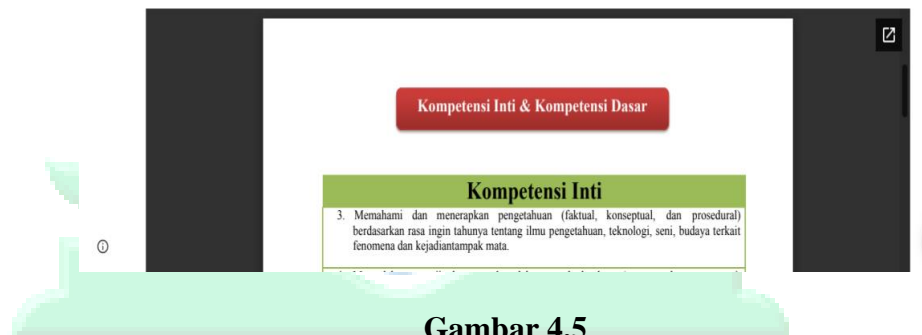 Kompetensi Inti & Kompetensi Dasar
Kompetensi Inti
3. Memahami dan menerapkan pengetahuan (faktual, konseptual, dan prosedural)
berdasarkan rasa ingin tahunya tentang ilmu pengetahuan, teknologi, seni, budaya terkait
fenomena dan kejadiantampak mata.
Gambar 4.5